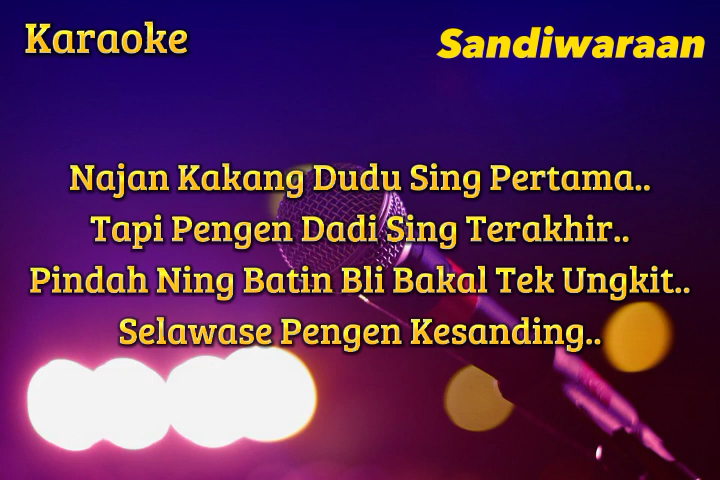 Karaoke
Sandiwaraan
Najan Kakang Dudu Sing Pertama..
Tapi Pengen Dadi Sing Terakhir..
Pindah Ning Batin Bli Bakal Tek Ungkit..
Selawase Pengen Kesanding..